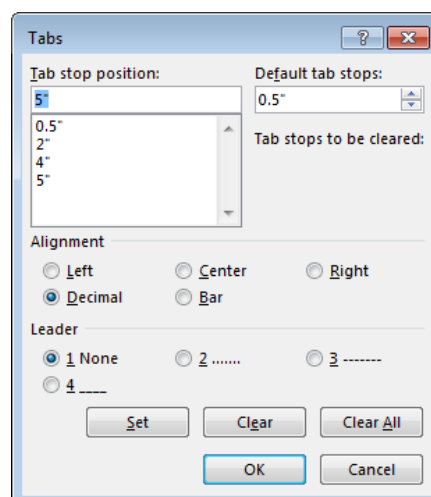 Tabs
Tab stop position:
Default tab stops:
5"
0.5"
0.5"
2"
4"
5"
Tab stops to be cleared:
Alignment
Left
Center
Right
Decimal
Bar
Leader
1 None
2 .......
3 -------
4 ____
Set
Clear
Clear All
OK
Cancel